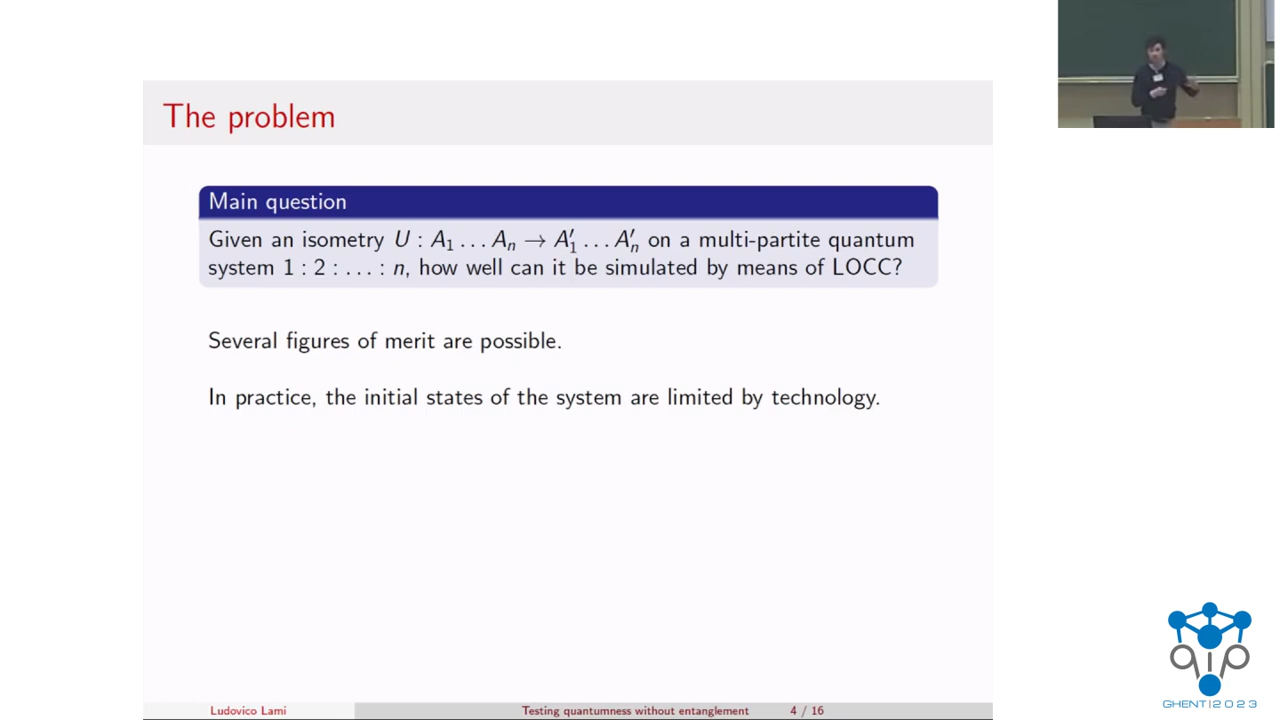 The problem
Main question
Given an isometry U : A₁ … Aₙ → A′₁ … A′ₙ on a multi-partite quantum
system 1 : 2 : … : n, how well can it be simulated by means of LOCC?
Several figures of merit are possible.
In practice, the initial states of the system are limited by technology.
Ludovico Lami
Testing quantumness without entanglement
4 / 16
qip
GHENT|2023